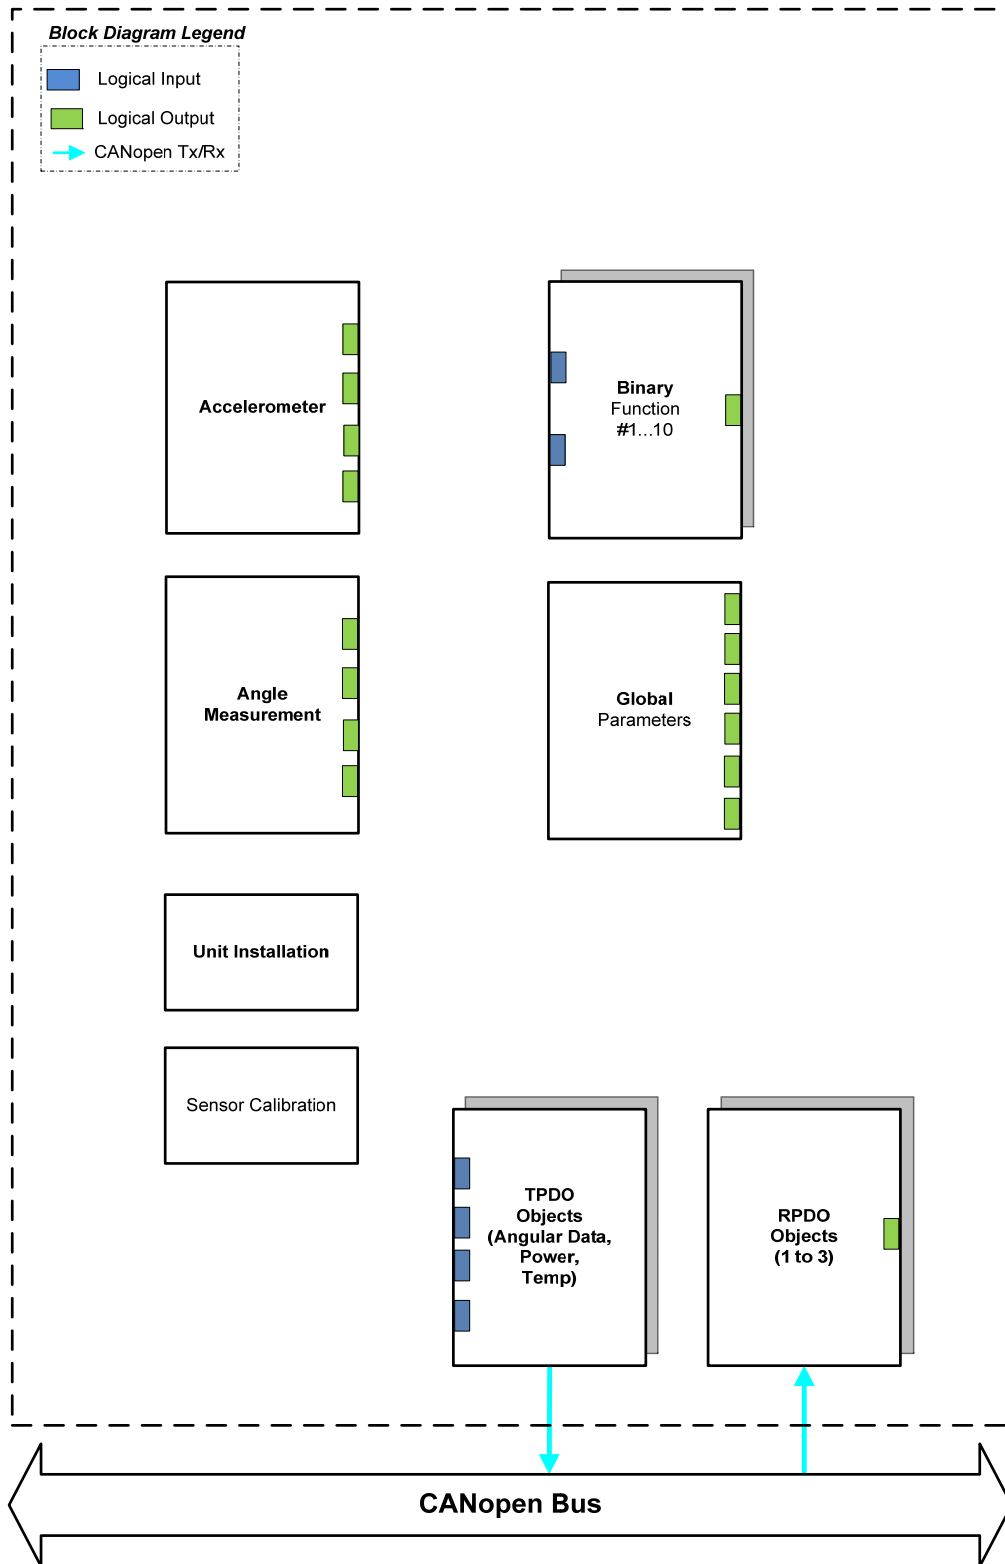 Block Diagram Legend
Logical Input
Logical Output
CANopen Tx/Rx
Accelerometer
Binary
Function
#1...10
Angle
Measurement
Global
Parameters
Unit Installation
Sensor Calibration
TPDO
Objects
(Angular Data,
Power,
Temp)
RPDO
Objects
(1 to 3)
CANopen Bus